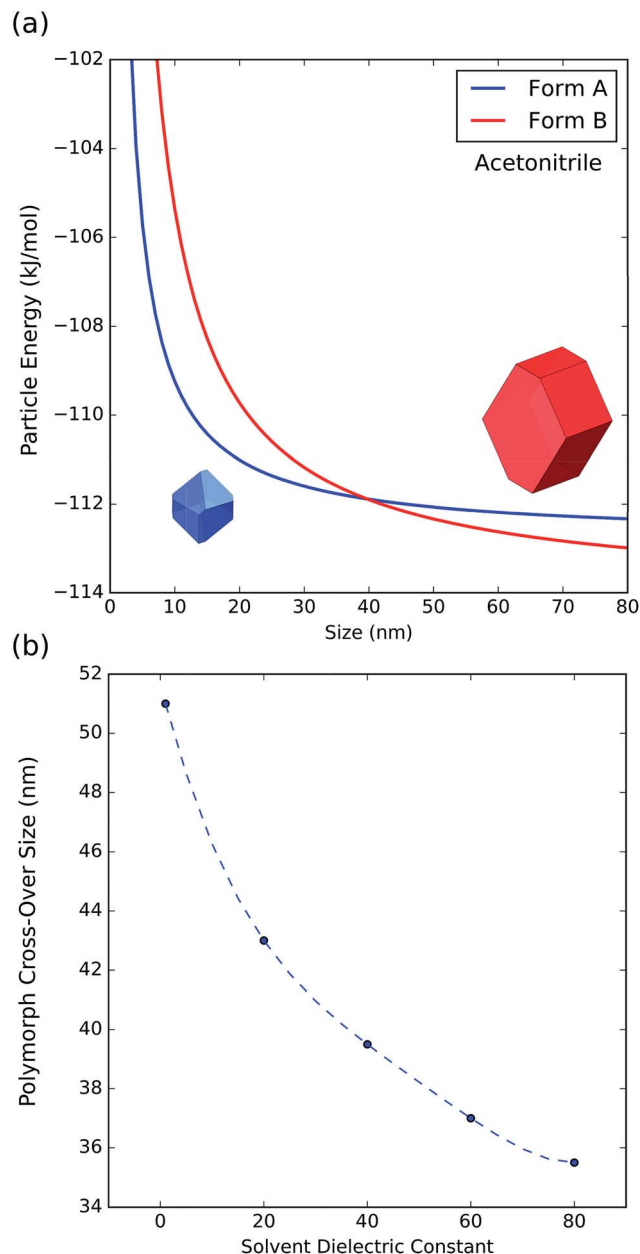 (a)
−102
−104
−106
−108
−110
−112
−114
Particle Energy (kJ/mol)
Form A
Form B
Acetonitrile
0 10 20 30 40 50 60 70 80
Size (nm)
(b)
52
50
48
46
44
42
40
38
36
34
Polymorph Cross-Over Size (nm)
0 20 40 60 80
Solvent Dielectric Constant